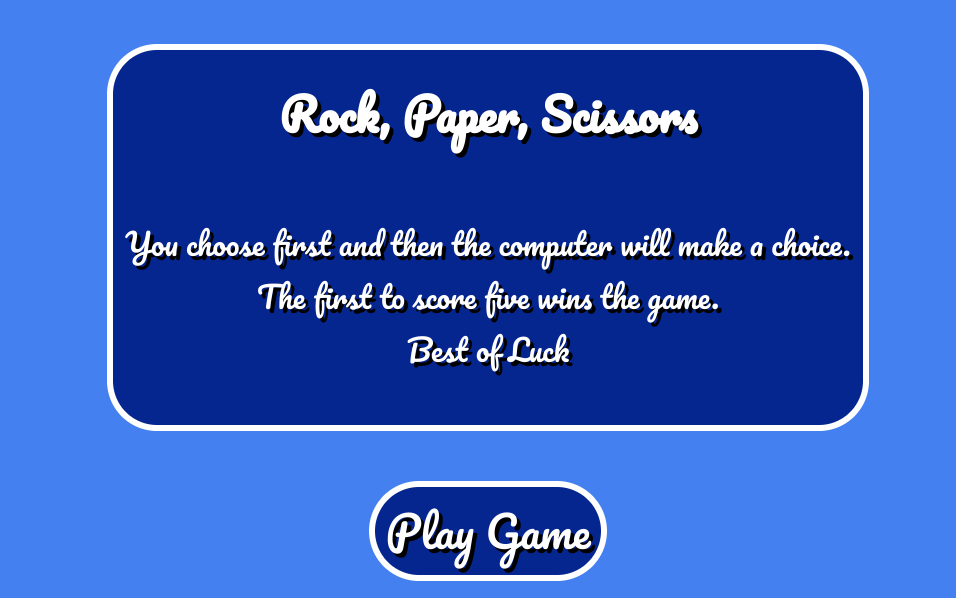 Rock, Paper, Scissors
You choose first and then the computer will make a choice.
The first to score five wins the game.
Best of Luck
Play Game